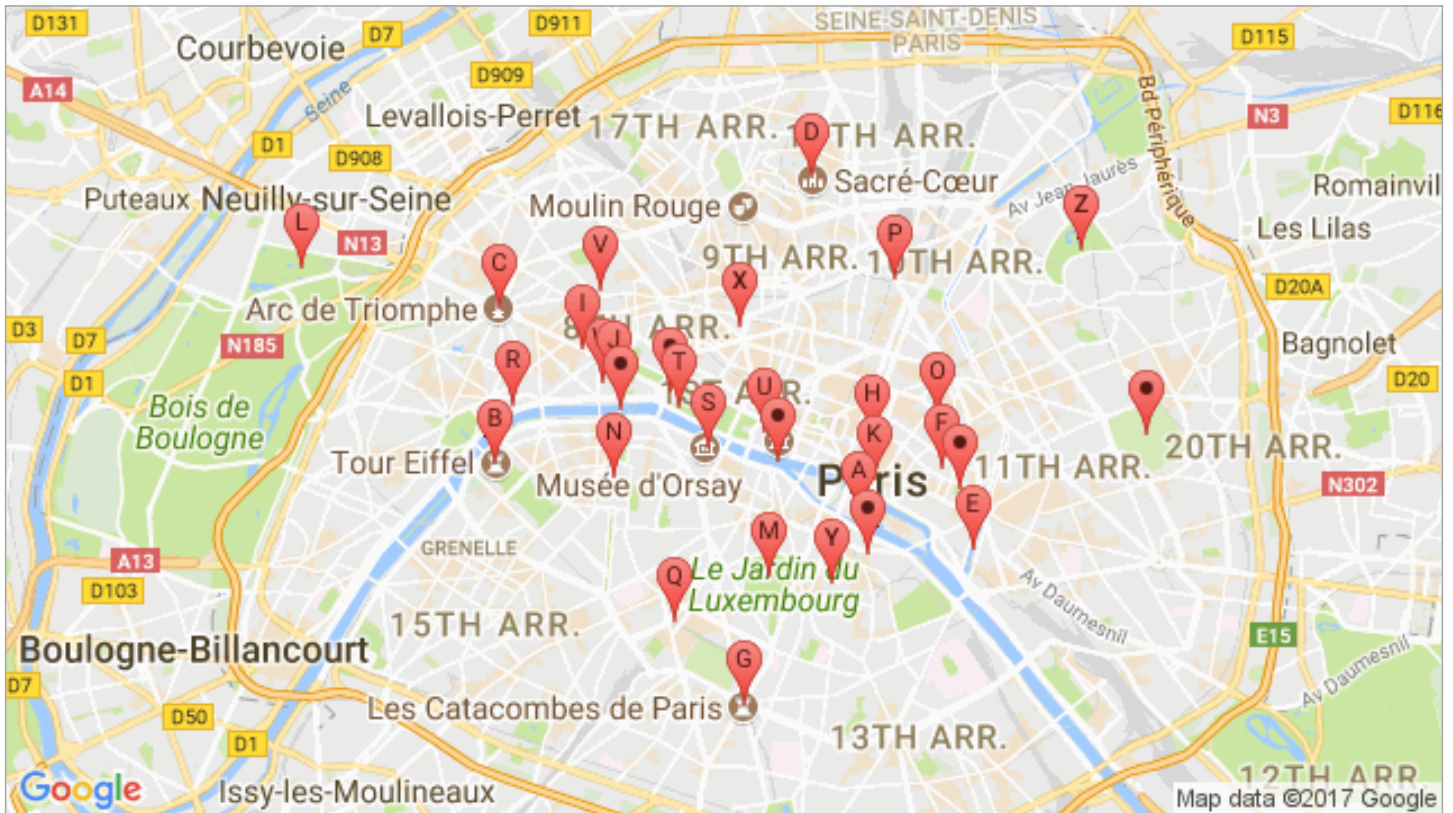 D131
D7
D911
SEINE-SAINT-DENIS
PARIS
D115
Courbevoie
D909
A14
Seine
Levallois-Perret
17TH ARR.
TH ARR.
D
Bd Périphérique
N3
D116
D1
D908
Sacré-Cœur
Av Jean Jaurès
Romainvil
Puteaux
Neuilly-sur-Seine
Moulin Rouge
Z
Les Lilas
L
N13
V
P
9TH ARR.
10TH ARR.
C
X
D20A
Arc de Triomphe
I
8TH ARR.
D3
D7
N185
J
Bagnolet
R
T
O
D1
1ST ARR.
U
H
D20
Bois de
Boulogne
B
S
F
N
K
20TH ARR.
Tour Eiffel
11TH ARR.
A
Paris
Musée d'Orsay
N302
E
M
Y
GRENELLE
A13
Le Jardin du
Luxembourg
Q
D103
Av Daumesnil
15TH ARR.
E15
Boulogne-Billancourt
G
Av Daumesnil
D7
D50
Les Catacombes de Paris
D1
13TH ARR.
12TH ARR
Google
Issy-les-Moulineaux
Map data ©2017 Google